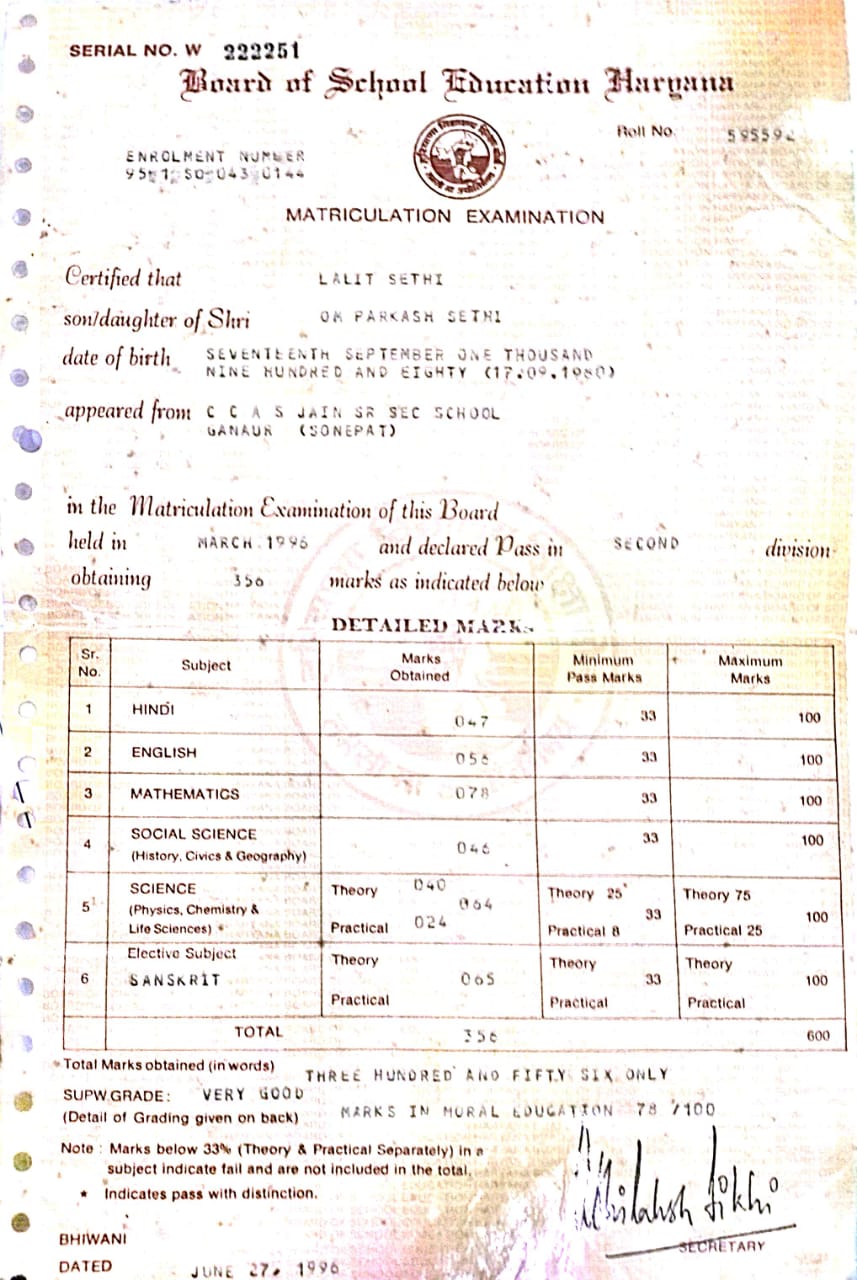 SERIAL NO. W 222251
Board of School Education Haryana
Roll No.
ENROLMENT NUMBER
MATRICULATION EXAMINATION
Certified that LALIT SETHI
son/daughter of Shri OM PARKASH SETHI
date of birth SEVENTEENTH SEPTEMBER ONE THOUSAND
NINE HUNDRED AND EIGHTY (17.09.1980)
appeared from C C A S JAIN SR SEC SCHOOL
GANAUR (SONEPAT)
in the Matriculation Examination of this Board
held in MARCH.1996 and declared Pass in SECOND division
obtaining 356 marks as indicated below
DETAILED MARKS
Sr. No. Subject Marks Obtained Minimum Pass Marks Maximum Marks
1 HINDI 047 33 100
2 ENGLISH 056 33 100
3 MATHEMATICS 078 33 100
4 SOCIAL SCIENCE (History, Civics & Geography) 046 33 100
5 SCIENCE Theory 040 064 Theory 25 33 Theory 75 100
(Physics, Chemistry &
Life Sciences) Practical 024 Practical 8 Practical 25
Elective Subject Theory Theory Theory
6 SANSKRIT 065 33 100
Practical Practical Practical
TOTAL 356 600
Total Marks obtained (in words) THREE HUNDRED AND FIFTY SIX ONLY
SUPW GRADE: VERY GOOD
(Detail of Grading given on back) MARKS IN MORAL EDUCATION 78 /100
Note : Marks below 33% (Theory & Practical Separately) in a
subject indicate fail and are not included in the total.
* Indicates pass with distinction.
Abhilaksh Likhi
SECRETARY
BHIWANI
DATED JUNE 27, 1996